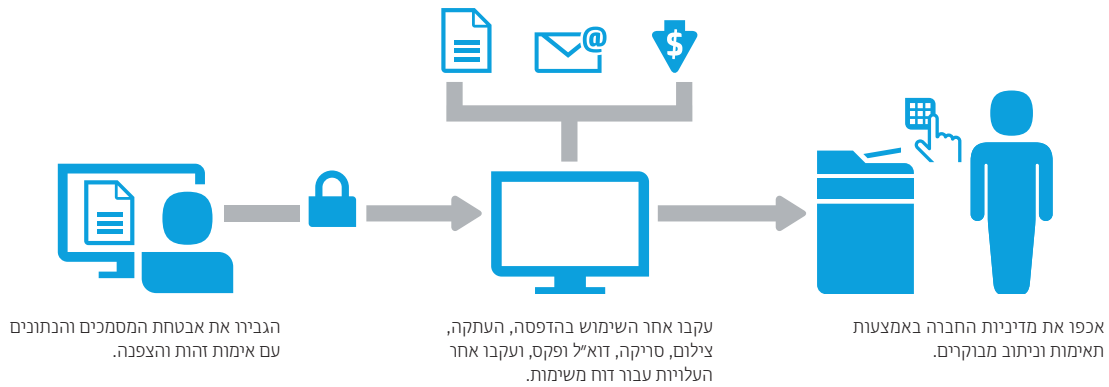 @
$
הגבירו את אבטחת המסמכים והנתונים
עם אימות זהות והצפנה.
עקבו אחר השימוש בהדפסה, העתקה,
צילום, סריקה, דוא״ל ופקס, ועקבו אחר
העלויות עבור דוח משימות.
אכפו את מדיניות החברה באמצעות
תאימות וניתוב מבוקרים.